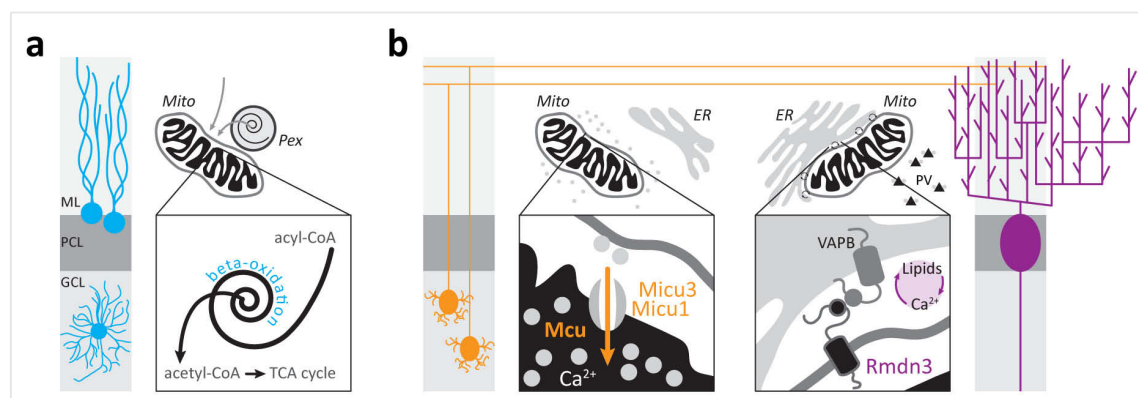 a
Mito
Pex
ML
PCL
GCL
acyl-CoA
beta-oxidation
acetyl-CoA → TCA cycle
b
Mito
ER
Micu3
Micu1
Mcu
Ca²⁺
ER
Mito
PV
VAPB
Lipids
Ca²⁺
Rmdn3